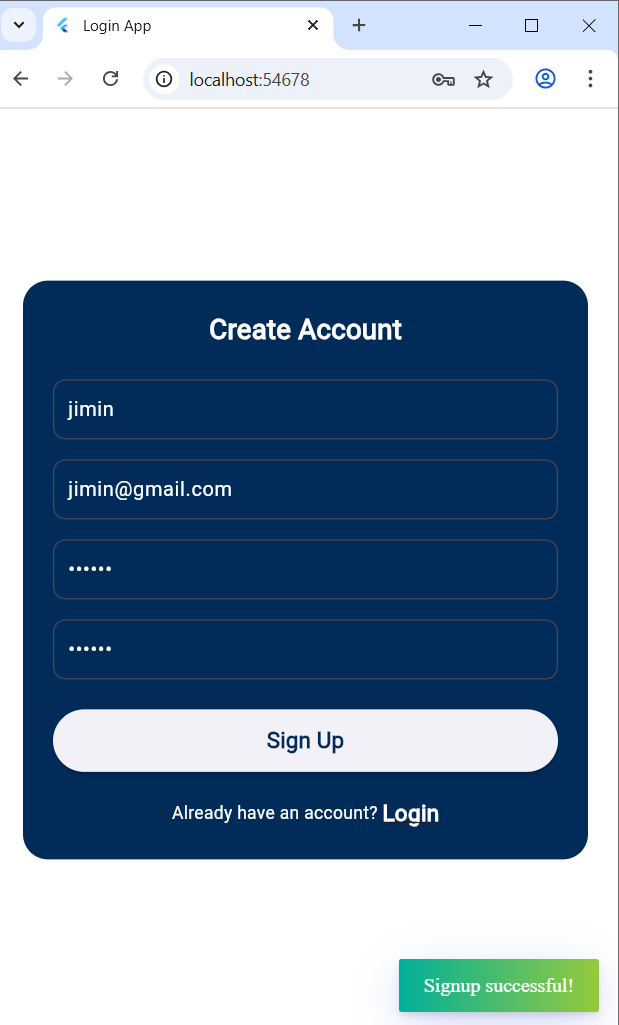 Login App
localhost:54678
Create Account
jimin
jimin@gmail.com
••••••
••••••
Sign Up
Already have an account? Login
Signup successful!